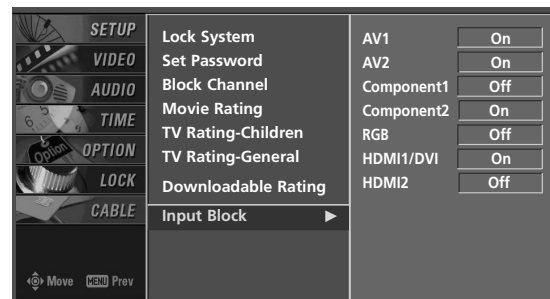 SETUP
VIDEO
AUDIO
TIME
OPTION
LOCK
CABLE
Move MENU Prev
Lock System
Set Password
Block Channel
Movie Rating
TV Rating-Children
TV Rating-General
Downloadable Rating
Input Block ▶
AV1 On
AV2 On
Component1 Off
Component2 On
RGB Off
HDMI1/DVI On
HDMI2 Off